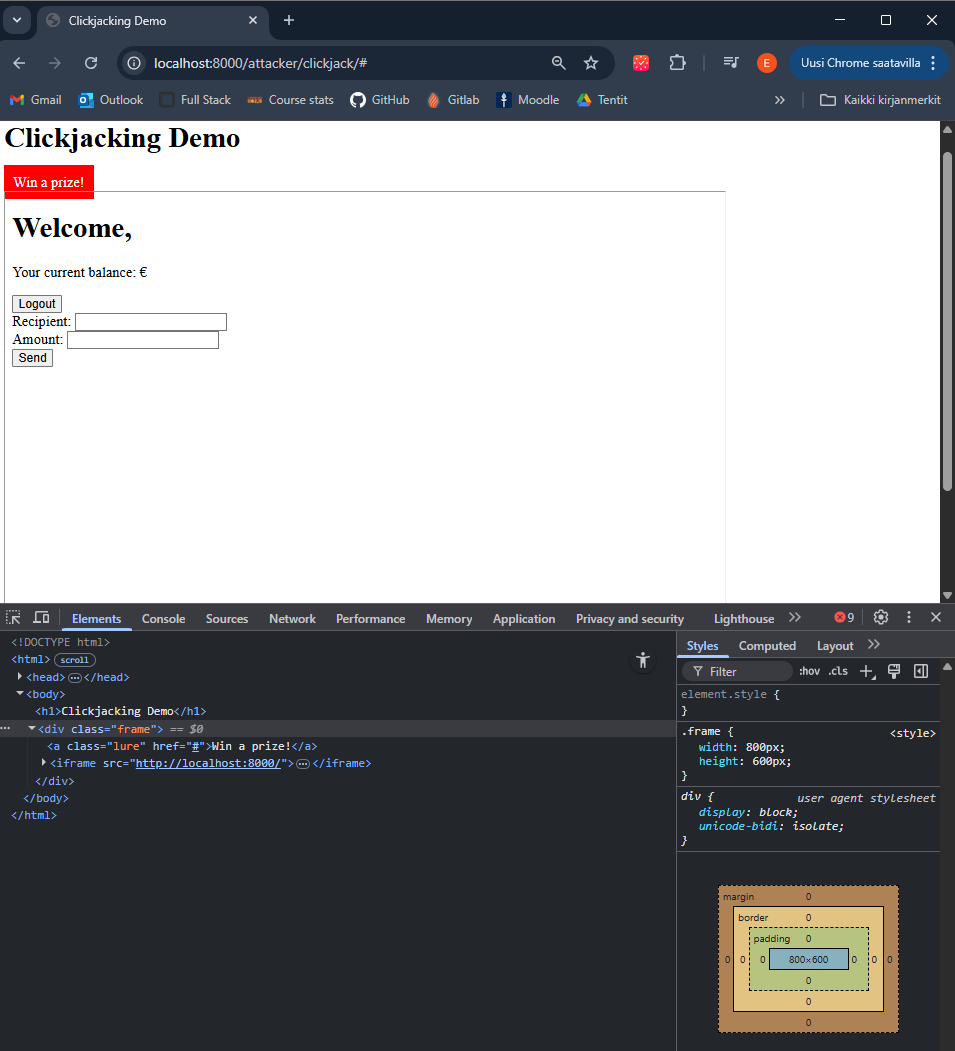 Clickjacking Demo
localhost:8000/attacker/clickjack/#
E
Uusi Chrome saatavilla
Gmail
Outlook
Full Stack
Course stats
GitHub
Gitlab
Moodle
Tentit
Kaikki kirjanmerkit
Clickjacking Demo
Win a prize!
Welcome,
Your current balance: €
Logout
Recipient:
Amount:
Send
Elements Console Sources Network Performance Memory Application Privacy and security Lighthouse 9
<!DOCTYPE html>
<html> scroll
<head> … </head>
<body>
<h1>Clickjacking Demo</h1>
<div class="frame"> == $0
<a class="lure" href="#">Win a prize!</a>
<iframe src="http://localhost:8000/"> … </iframe>
</div>
</body>
</html>
Styles Computed Layout
Filter :hov .cls
element.style {
}
.frame { <style>
width: 800px;
height: 600px;
}
div { user agent stylesheet
display: block;
unicode-bidi: isolate;
}
margin 0
border 0
padding 0
0 0 0 800×600 0 0 0
0
0
0